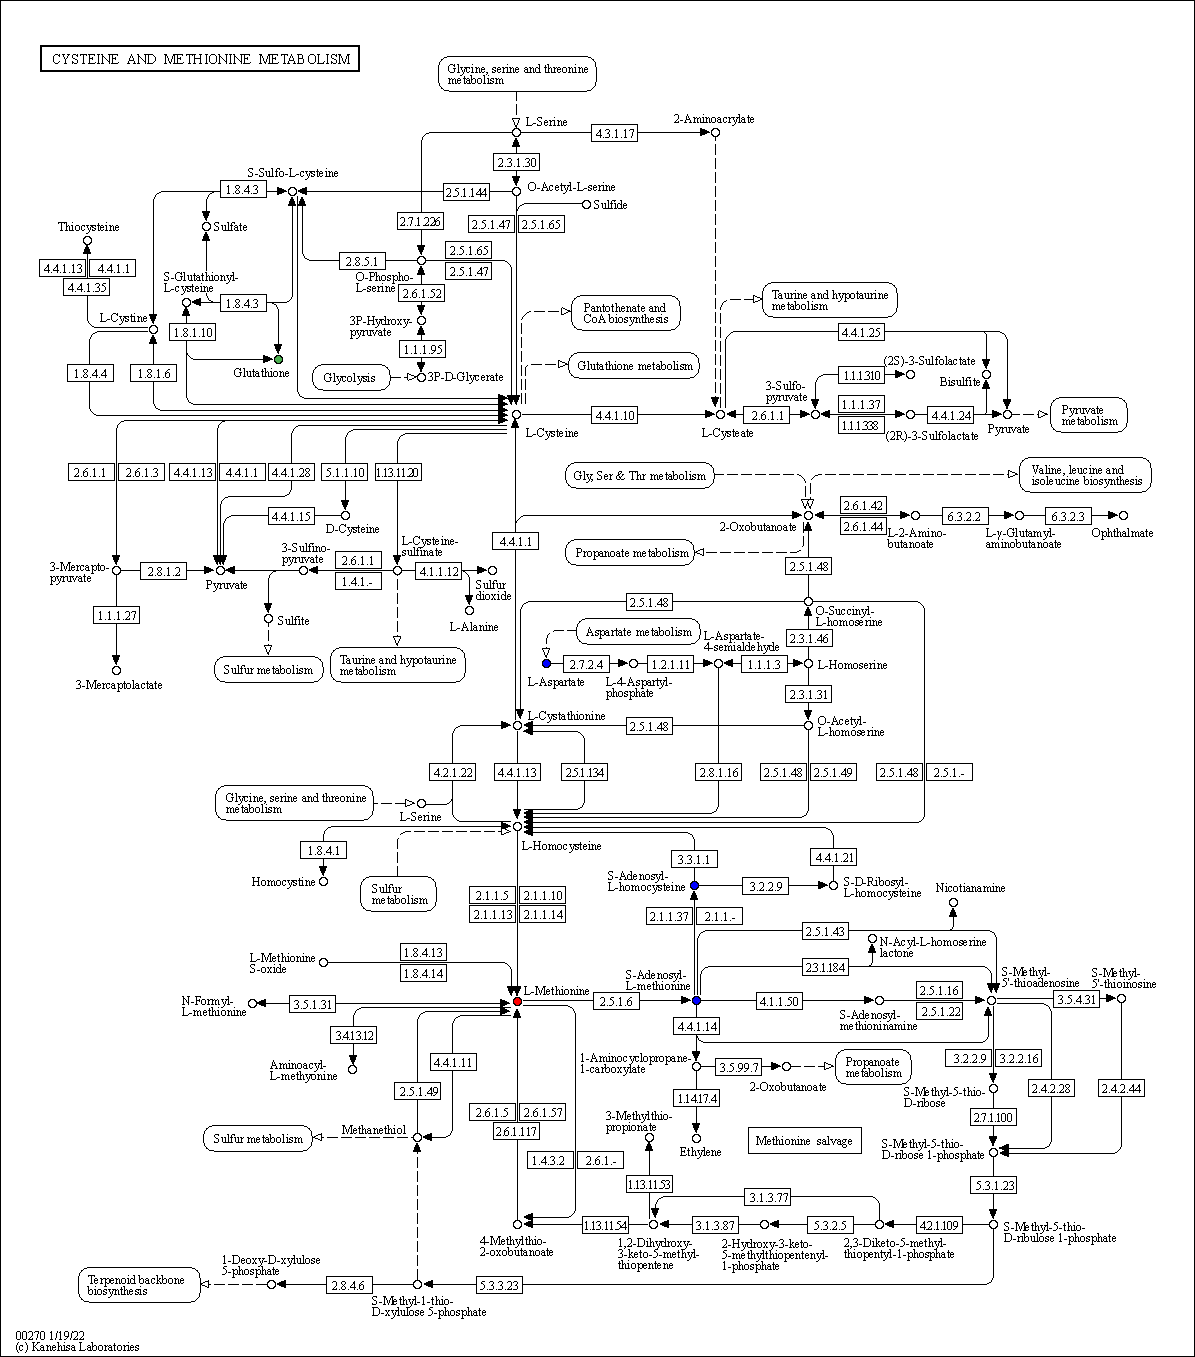 CYSTEINE AND METHIONINE METABOLISM
Glycine, serine and threonine
metabolism
L-Serine
4.3.1.17
2-Aminoacrylate
2.3.1.30
S-Sulfo-L-cysteine
1.8.4.3
2.5.1.144
O-Acetyl-L-serine
Sulfide
Thiocysteine
Sulfate
2.7.1.226
2.5.1.47
2.5.1.65
4.4.1.13
4.4.1.1
4.4.1.35
S-Glutathionyl-
L-cysteine
2.8.5.1
2.5.1.65
2.5.1.47
O-Phospho-
L-serine
1.8.4.3
2.6.1.52
Pantothenate and
CoA biosynthesis
Taurine and hypotaurine
metabolism
L-Cystine
1.8.1.10
3P-Hydroxy-
pyruvate
4.4.1.25
1.1.1.95
Glutathione
1.8.4.4
1.8.1.6
Glycolysis
3P-D-Glycerate
Glutathione metabolism
(2S)-3-Sulfolactate
1.1.1.310
Bisulfite
3-Sulfo-
pyruvate
1.1.1.37
1.1.1.338
4.4.1.10
2.6.1.1
4.4.1.24
L-Cysteine
L-Cysteate
(2R)-3-Sulfolactate
Pyruvate
Pyruvate
metabolism
2.6.1.1
2.6.1.3
4.4.1.13
4.4.1.1
4.4.1.28
5.1.1.10
1.13.11.20
Gly, Ser & Thr metabolism
Valine, leucine and
isoleucine biosynthesis
4.4.1.15
D-Cysteine
2-Oxobutanoate
2.6.1.42
2.6.1.44
L-2-Amino-
butanoate
6.3.2.2
L-γ-Glutamyl-
aminobutanoate
6.3.2.3
Ophthalmate
4.4.1.1
Propanoate metabolism
3-Mercapto-
pyruvate
2.8.1.2
Pyruvate
3-Sulfino-
pyruvate
2.6.1.1
1.4.1.-
L-Cysteine-
sulfinate
4.1.1.12
Sulfur
dioxide
2.5.1.48
1.1.1.27
Sulfite
L-Alanine
2.5.1.48
O-Succinyl-
L-homoserine
Aspartate metabolism
L-Aspartate-
4-semialdehyde
2.3.1.46
3-Mercaptolactate
Sulfur metabolism
Taurine and hypotaurine
metabolism
2.7.2.4
1.2.1.11
1.1.1.3
L-Homoserine
L-Aspartate
L-4-Aspartyl-
phosphate
2.3.1.31
L-Cystathionine
2.5.1.48
O-Acetyl-
L-homoserine
4.2.1.22
4.4.1.13
2.5.1.134
2.8.1.16
2.5.1.48
2.5.1.49
2.5.1.48
2.5.1.-
Glycine, serine and threonine
metabolism
L-Serine
L-Homocysteine
1.8.4.1
3.3.1.1
4.4.1.21
Homocystine
Sulfur
metabolism
S-Adenosyl-
L-homocysteine
3.2.2.9
S-D-Ribosyl-
L-homocysteine
Nicotianamine
2.1.1.5
2.1.1.10
2.1.1.13
2.1.1.14
2.1.1.37
2.1.1.-
2.5.1.43
N-Acyl-L-homoserine
lactone
L-Methionine
S-oxide
1.8.4.13
1.8.4.14
2.3.1.184
S-Adenosyl-
L-methionine
S-Methyl-
5'-thioadenosine
S-Methyl-
5'-thioinosine
L-Methionine
N-Formyl-
L-methionine
3.5.1.31
2.5.1.6
4.1.1.50
S-Adenosyl-
methioninamine
2.5.1.16
2.5.1.22
3.5.4.31
3.4.13.12
4.4.1.14
Aminoacyl-
L-methyonine
4.4.1.11
1-Aminocyclopropane-
1-carboxylate
3.5.99.7
2-Oxobutanoate
Propanoate
metabolism
3.2.2.9
3.2.2.16
2.5.1.49
1.14.17.4
S-Methyl-5-thio-
D-ribose
2.4.2.28
2.4.2.44
2.6.1.5
2.6.1.57
2.6.1.117
3-Methylthio-
propionate
2.7.1.100
Sulfur metabolism
Methanethiol
Ethylene
Methionine salvage
S-Methyl-5-thio-
D-ribose 1-phosphate
1.4.3.2
2.6.1.-
1.13.11.53
5.3.1.23
3.1.3.77
1.13.11.54
3.1.3.87
5.3.2.5
4.2.1.109
4-Methylthio-
2-oxobutanoate
1,2-Dihydroxy-
3-keto-5-methyl-
thiopentene
2-Hydroxy-3-keto-
5-methylthiopentenyl-
1-phosphate
2,3-Diketo-5-methyl-
thiopentyl-1-phosphate
S-Methyl-5-thio-
D-ribulose 1-phosphate
Terpenoid backbone
biosynthesis
1-Deoxy-D-xylulose
5-phosphate
2.8.4.6
5.3.3.23
S-Methyl-1-thio-
D-xylulose 5-phosphate
00270 1/19/22
(c) Kanehisa Laboratories